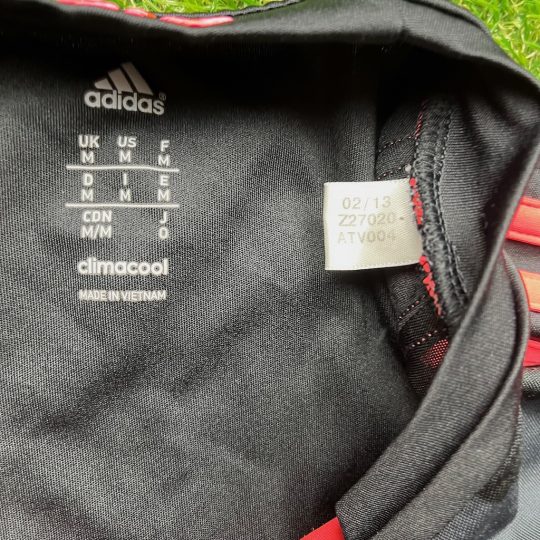 adidas®
UK US F
M M M
D I E
M M M
CDN J
M/M O
climacool
MADE IN VIETNAM
02/13
Z27020-
ATV004